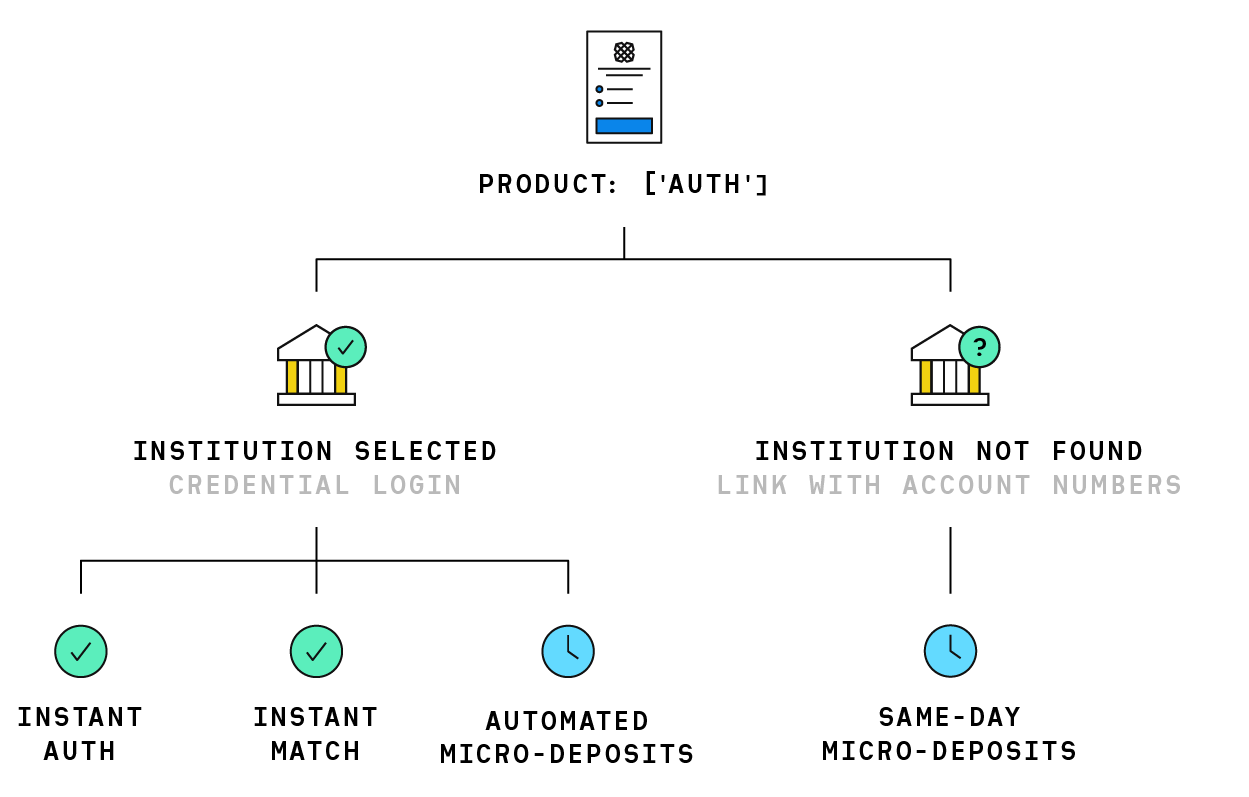 PRODUCT: ['AUTH']
INSTITUTION SELECTED
CREDENTIAL LOGIN
INSTITUTION NOT FOUND
LINK WITH ACCOUNT NUMBERS
?
INSTANT
AUTH
INSTANT
MATCH
AUTOMATED
MICRO-DEPOSITS
SAME-DAY
MICRO-DEPOSITS